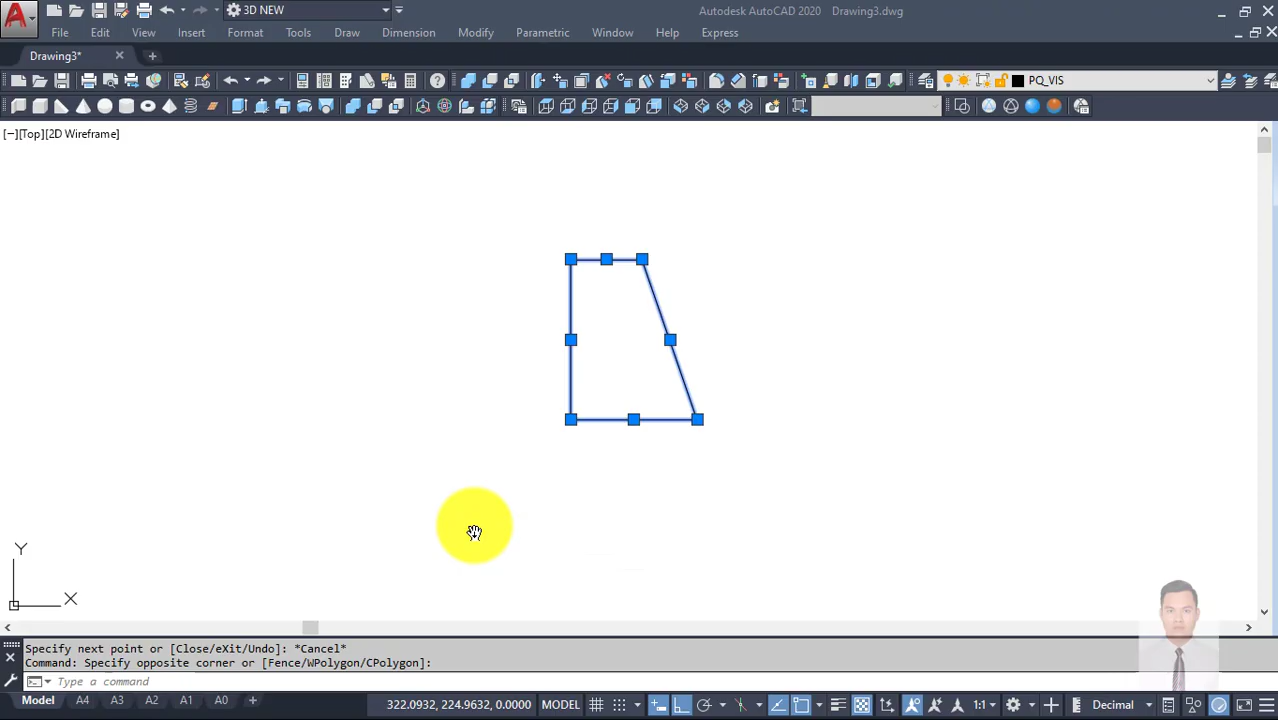 3D NEW
Autodesk AutoCAD 2020 Drawing3.dwg
File Edit View Insert Format Tools Draw Dimension Modify Parametric Window Help Express
Drawing3*
PQ_VIS
[−][Top][2D Wireframe]
Y
X
Specify next point or [Close/eXit/Undo]: *Cancel*
Command: Specify opposite corner or [Fence/WPolygon/CPolygon]:
Type a command
Model A4 A3 A2 A1 A0 322.0932, 224.9632, 0.0000 MODEL 1:1 Decimal